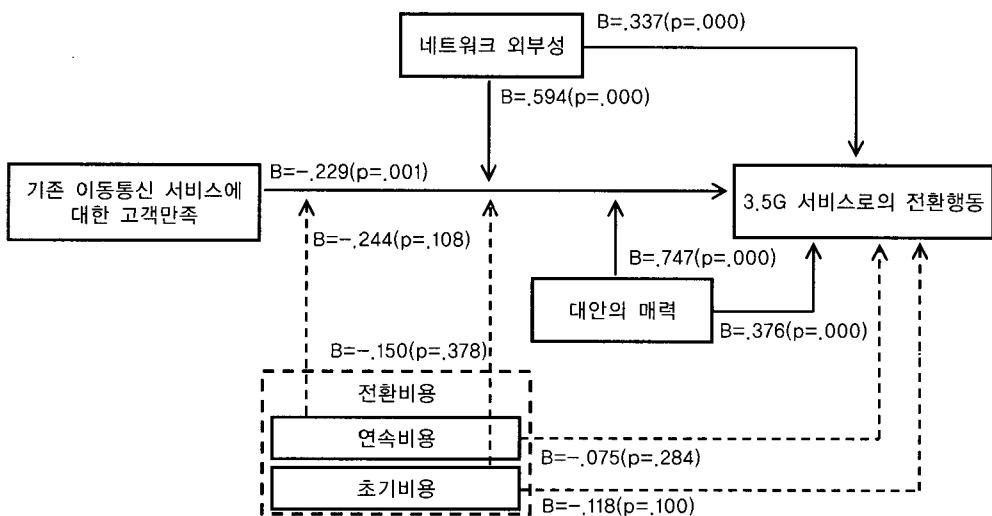 B=.337(p=.000)
네트워크 외부성
B=.594(p=.000)
B=-.229(p=.001)
기존 이동통신 서비스에
대한 고객만족
3.5G 서비스로의 전환행동
B=-.244(p=.108)
B=.747(p=.000)
대안의 매력
B=.376(p=.000)
B=-.150(p=.378)
전환비용
연속비용
B=-.075(p=.284)
초기비용
B=-.118(p=.100)